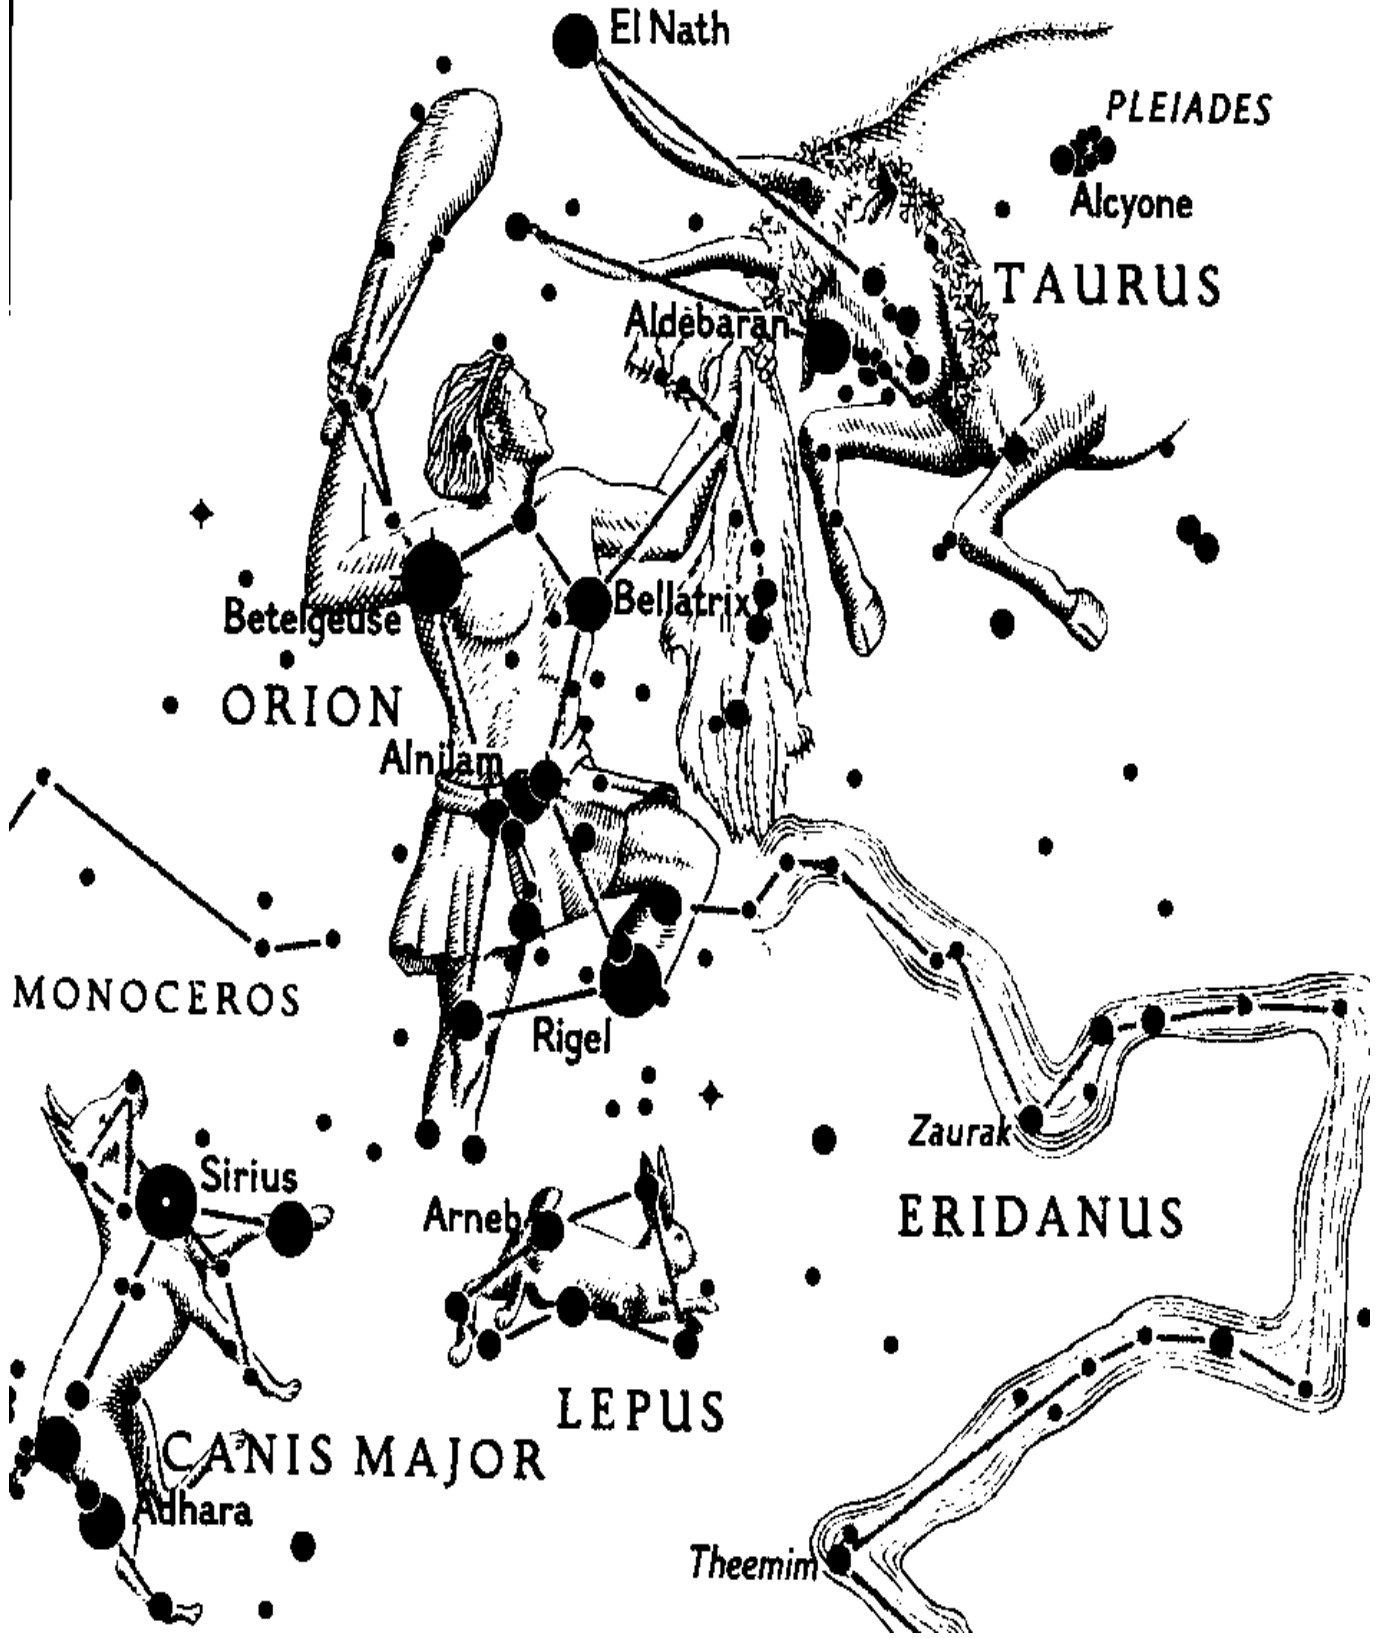 El Nath
PLEIADES
Alcyone
TAURUS
Aldebaran
Betelgeuse
Bellatrix
ORION
Alnilam
MONOCEROS
Rigel
Zaurak
Sirius
Arneb
ERIDANUS
LEPUS
CANIS MAJOR
Adhara
Theemim